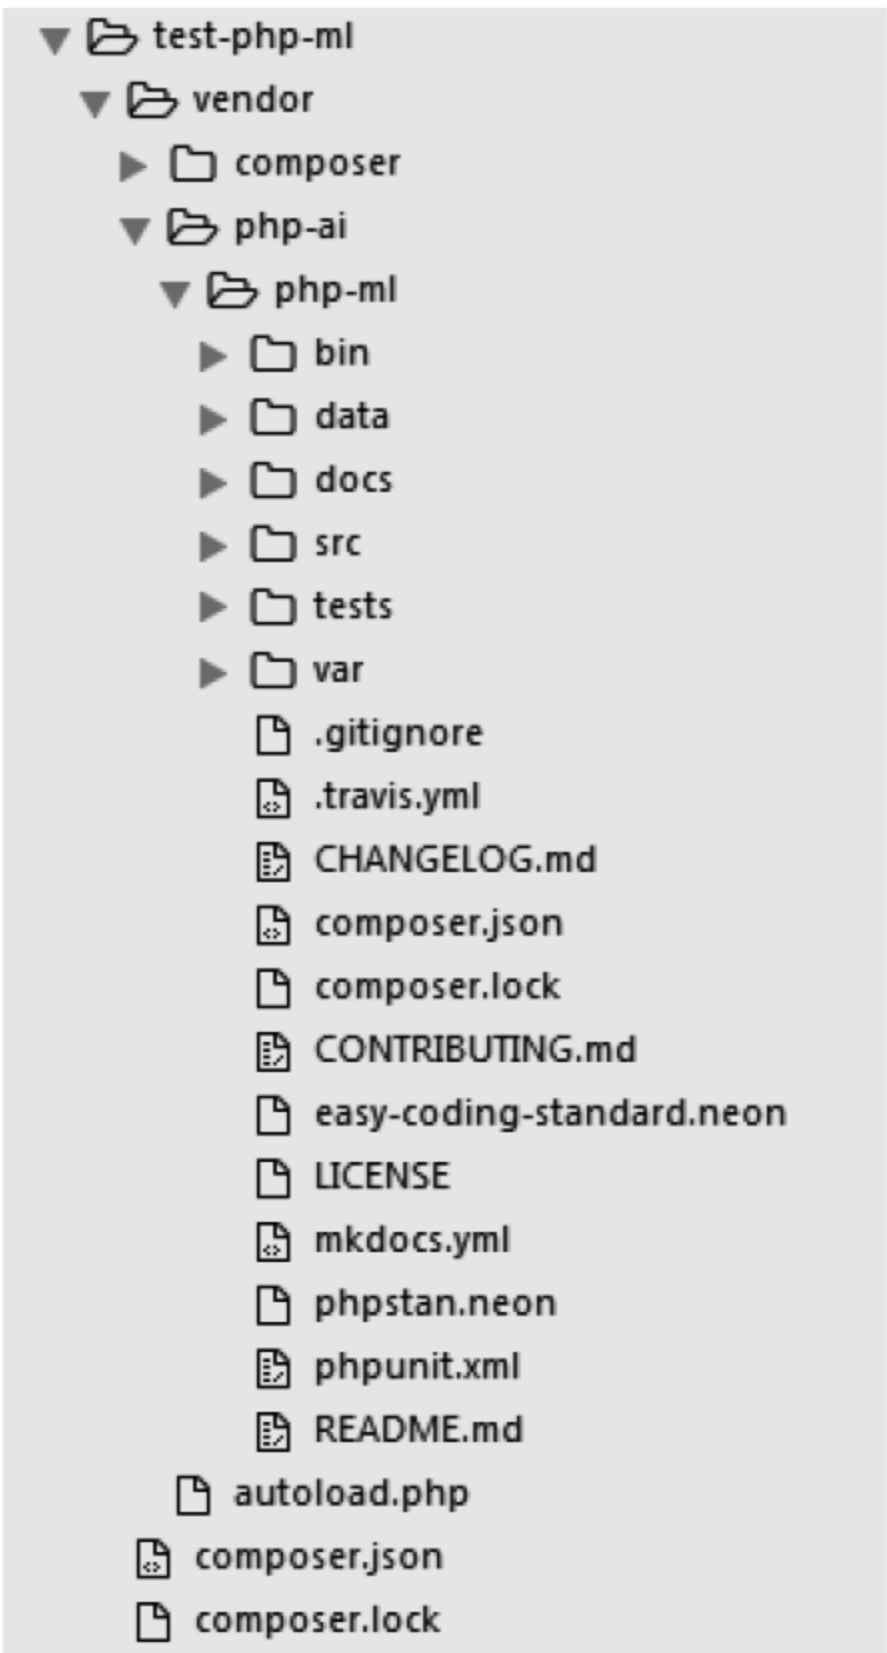 test-php-ml
vendor
composer
php-ai
php-ml
bin
data
docs
src
tests
var
.gitignore
.travis.yml
CHANGELOG.md
composer.json
composer.lock
CONTRIBUTING.md
easy-coding-standard.neon
LICENSE
mkdocs.yml
phpstan.neon
phpunit.xml
README.md
autoload.php
composer.json
composer.lock